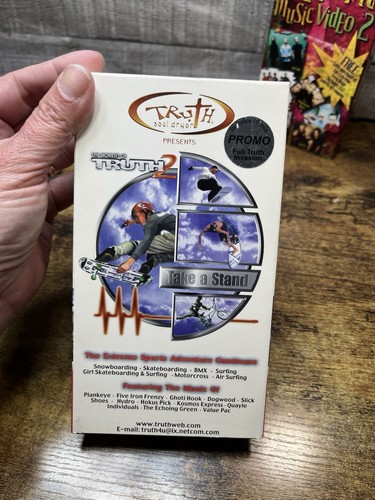 Music Video 2
FREE
TRUTH
soul armor
PRESENTS
PROMO
Full Truth
Invasion
TRUTH 2
Take a Stand
The Extreme Sports Adventure Continues
Snowboarding · Skateboarding · BMX · Surfing
Girl Skateboarding & Surfing · Motorcross · Air Surfing
Featuring The Music Of
Plankeye · Five Iron Frenzy · Ghoti Hook · Dogwood · Slick
Shoes · Hydro · Hokus Pick · Kosmos Express · Quayle
Individuals · The Echoing Green · Value Pac
www.truthweb.com
E-mail: truth4u@ix.netcom.com